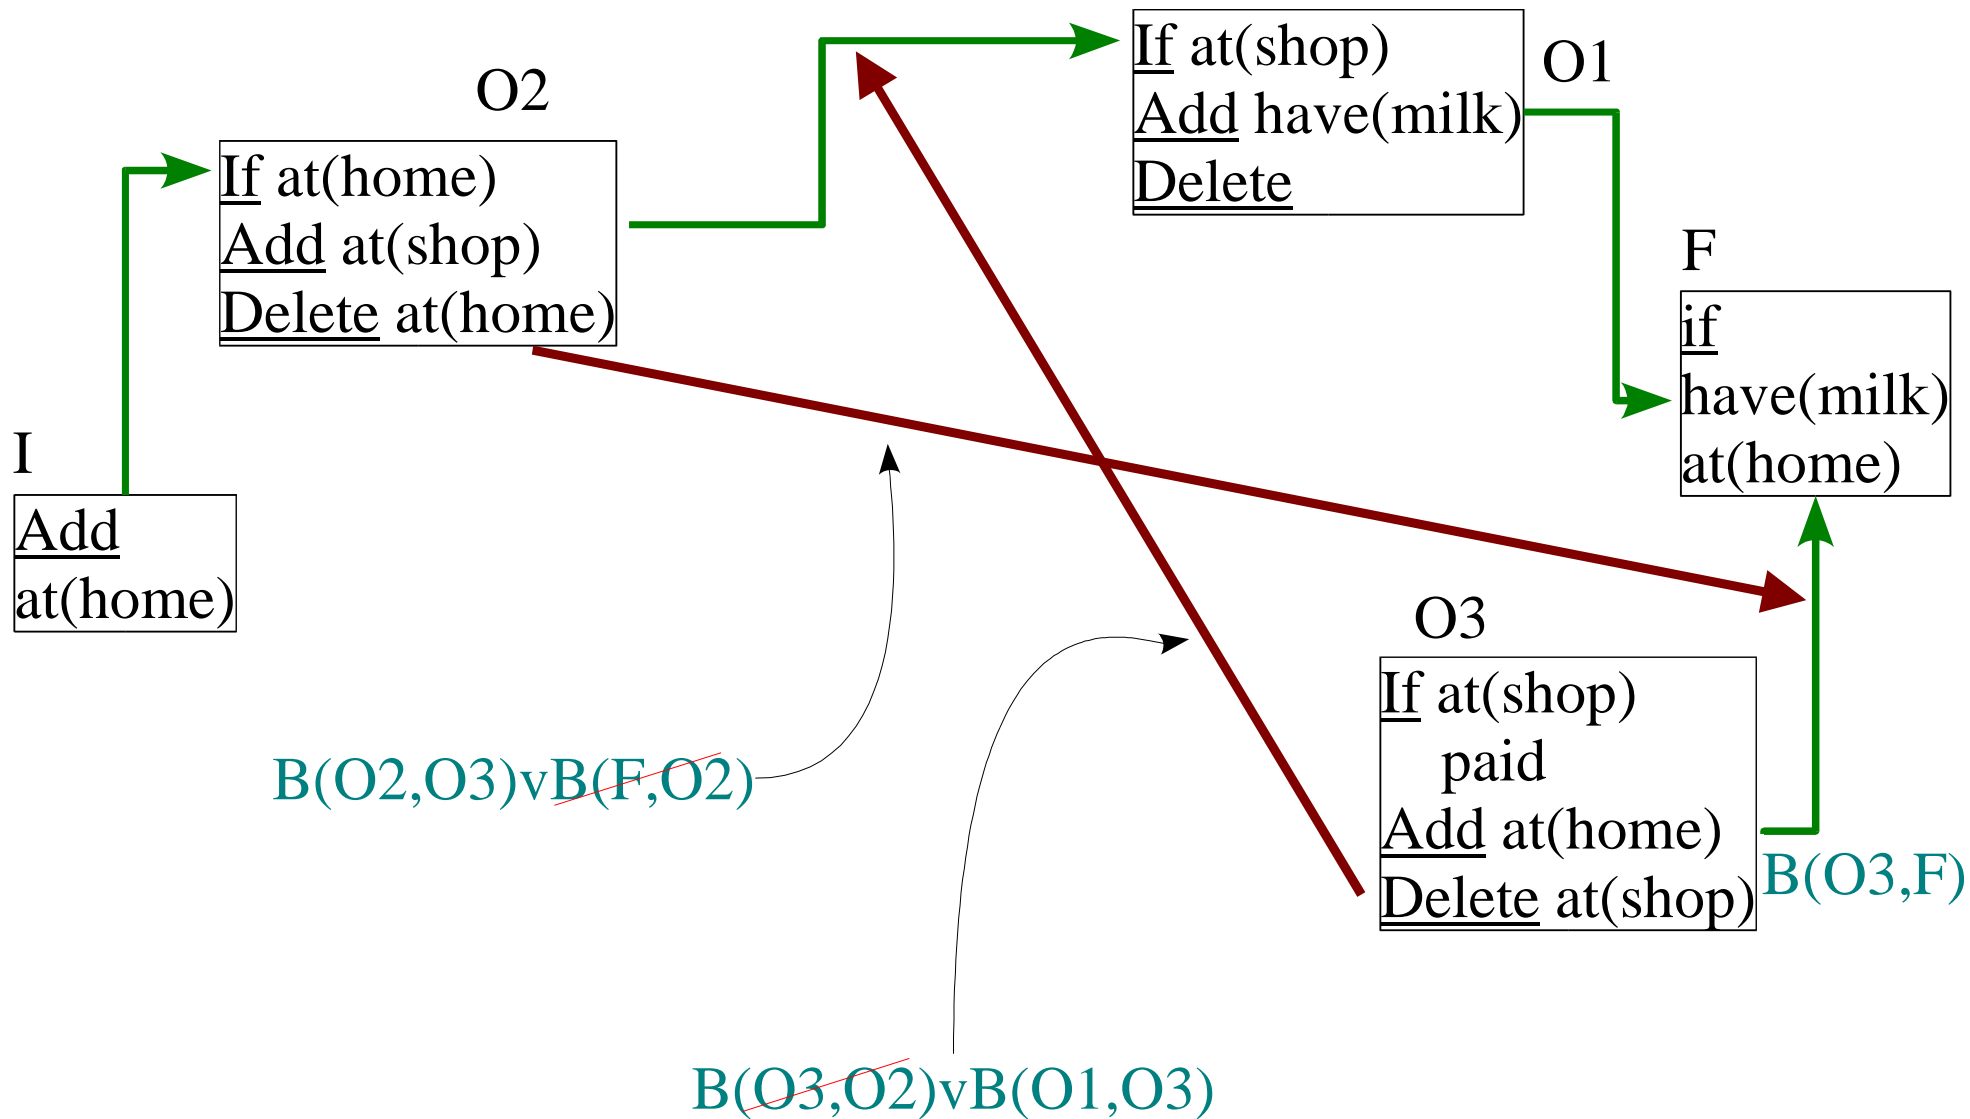 O2
If at(home)
Add at(shop)
Delete at(home)
If at(shop)
Add have(milk)
Delete
O1
F
if
have(milk)
at(home)
I
Add
at(home)
O3
If at(shop)
paid
Add at(home)
Delete at(shop)
B(O3,F)
B(O2,O3)vB(F,O2)
B(O3,O2)vB(O1,O3)